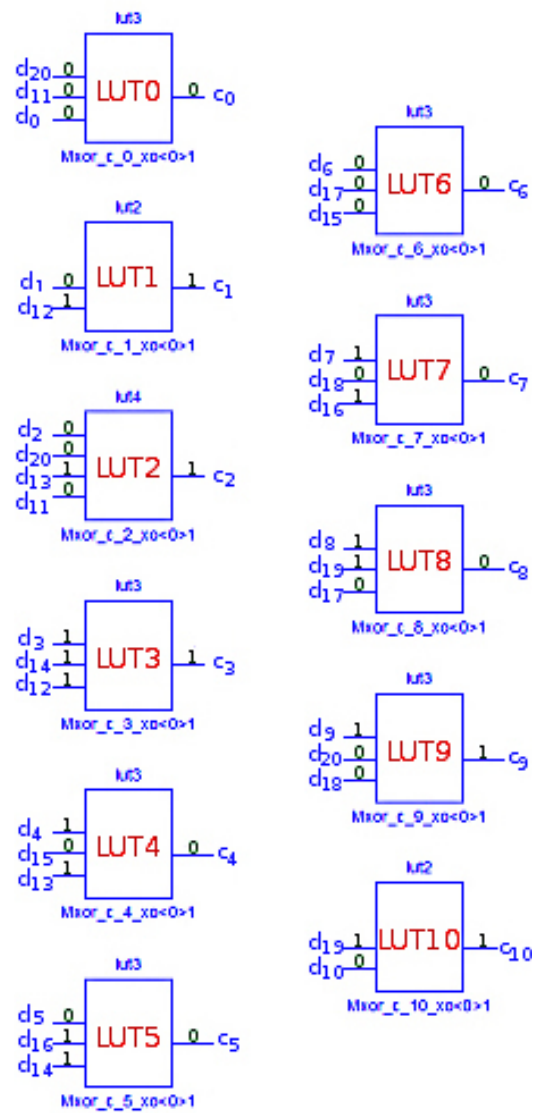 lut3
d20 0
d11 0
d0 0
LUT0
0 c0
Mxor_c_0_xo<0>1
lut2
d1 0
d12 1
LUT1
1 c1
Mxor_c_1_xo<0>1
lut4
d2 0
d20 0
d13 1
d11 0
LUT2
1 c2
Mxor_c_2_xo<0>1
lut3
d3 1
d14 1
d12 1
LUT3
1 c3
Mxor_c_3_xo<0>1
lut3
d4 1
d15 0
d13 1
LUT4
0 c4
Mxor_c_4_xo<0>1
lut3
d5 0
d16 1
d14 1
LUT5
0 c5
Mxor_c_5_xo<0>1
lut3
d6 0
d17 0
d15 0
LUT6
0 c6
Mxor_c_6_xo<0>1
lut3
d7 1
d18 0
d16 1
LUT7
0 c7
Mxor_c_7_xo<0>1
lut3
d8 1
d19 1
d17 0
LUT8
0 c8
Mxor_c_8_xo<0>1
lut3
d9 1
d20 0
d18 0
LUT9
1 c9
Mxor_c_9_xo<0>1
lut2
d19 1
d10 0
LUT10
1 c10
Mxor_c_10_xo<0>1